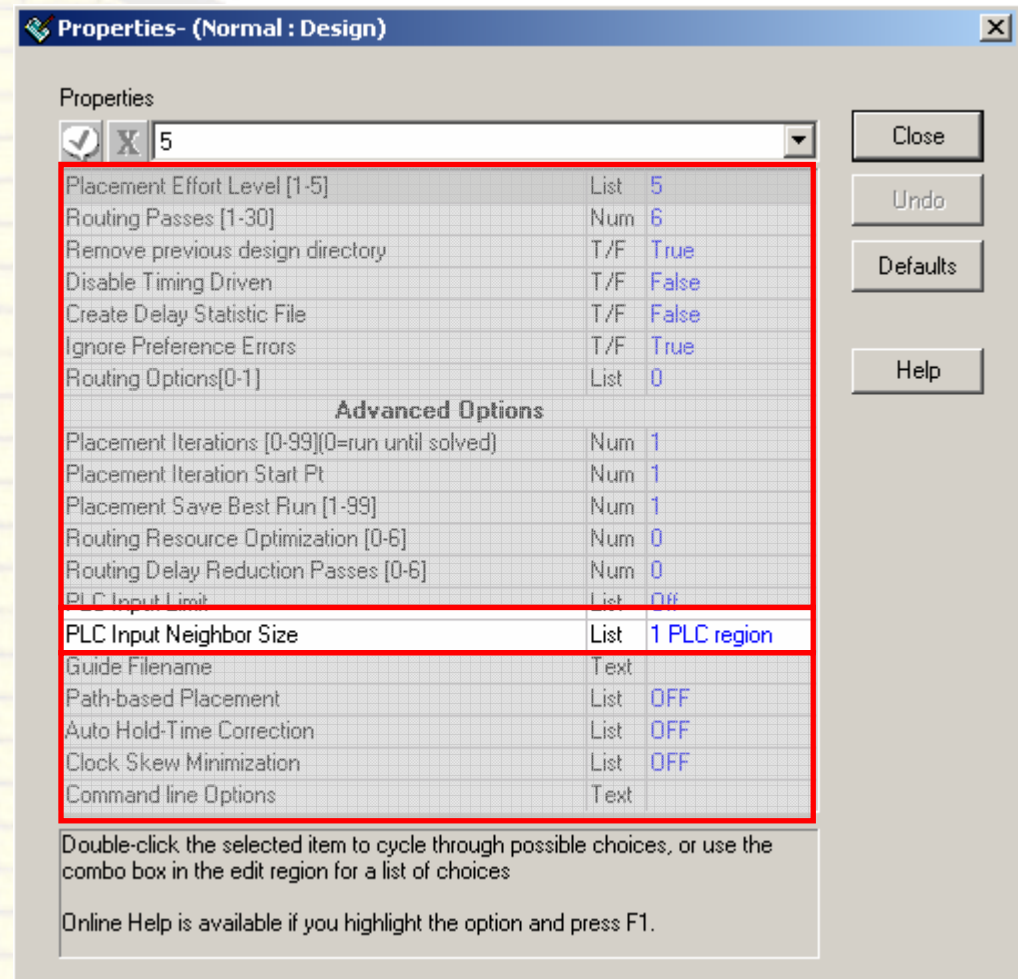 Properties- (Normal : Design)
Properties
5
Close
Placement Effort Level [1-5] List 5
Undo
Routing Passes [1-30] Num 6
Remove previous design directory T/F True
Defaults
Disable Timing Driven T/F False
Create Delay Statistic File T/F False
Ignore Preference Errors T/F True
Help
Routing Options[0-1] List 0
Advanced Options
Placement Iterations [0-99](0=run until solved) Num 1
Placement Iteration Start Pt Num 1
Placement Save Best Run [1-99] Num 1
Routing Resource Optimization [0-6] Num 0
Routing Delay Reduction Passes [0-6] Num 0
PLC Input Limit List Off
PLC Input Neighbor Size List 1 PLC region
Guide Filename Text
Path-based Placement List OFF
Auto Hold-Time Correction List OFF
Clock Skew Minimization List OFF
Command line Options Text
Double-click the selected item to cycle through possible choices, or use the
combo box in the edit region for a list of choices
Online Help is available if you highlight the option and press F1.